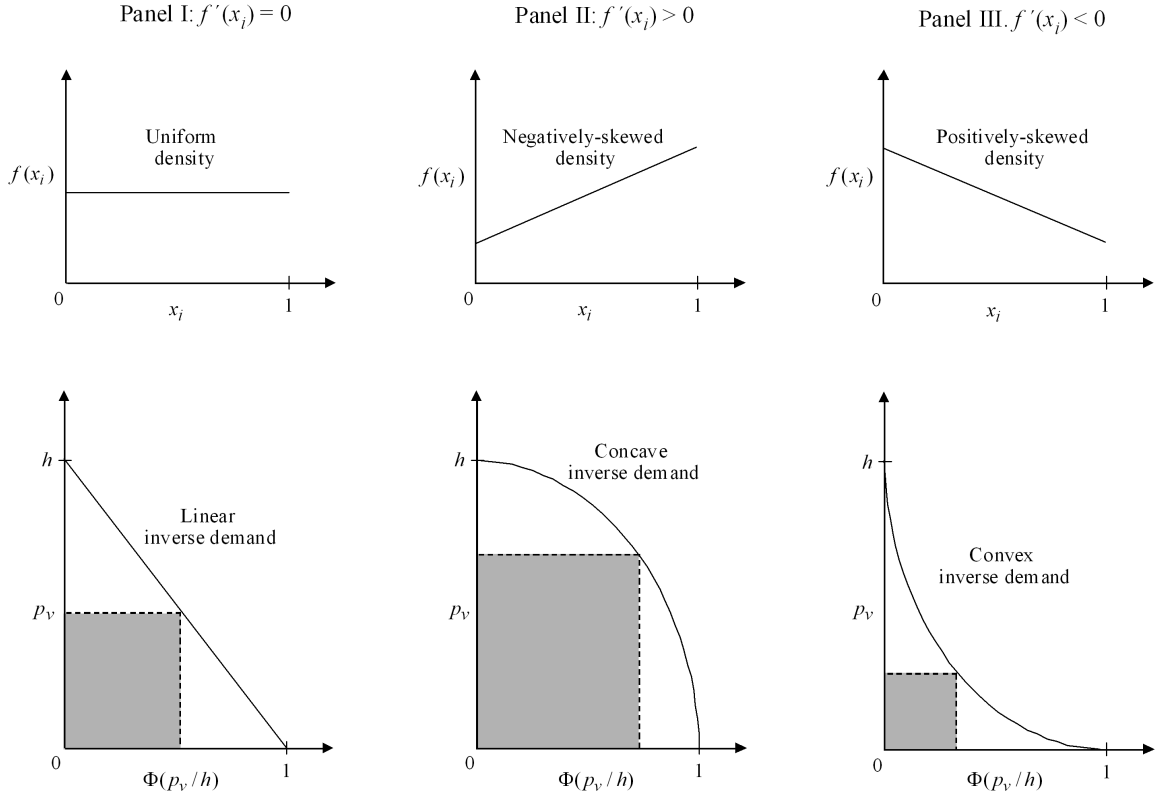 Panel I: f ′(xi) = 0
Panel II: f ′(xi) > 0
Panel III. f ′(xi) < 0
Uniform
density
f(xi)
0
xi
1
Negatively-skewed
density
f(xi)
0
xi
1
Positively-skewed
density
f(xi)
0
xi
1
h
Linear
inverse demand
pv
0
Φ(pv/h)
1
h
Concave
inverse demand
pv
0
Φ(pv/h)
1
h
Convex
inverse demand
pv
0
Φ(pv/h)
1